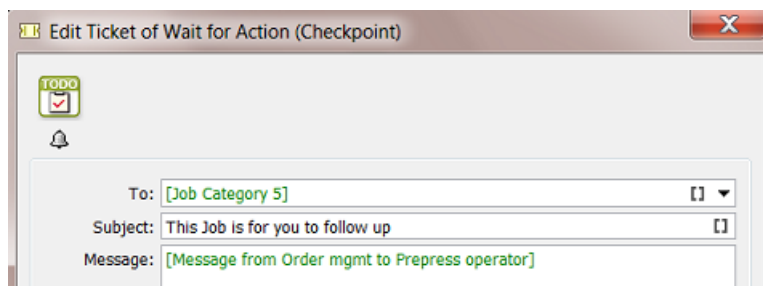 Edit Ticket of Wait for Action (Checkpoint)
TODO
To: [Job Category 5] []
Subject: This Job is for you to follow up []
Message: [Message from Order mgmt to Prepress operator]